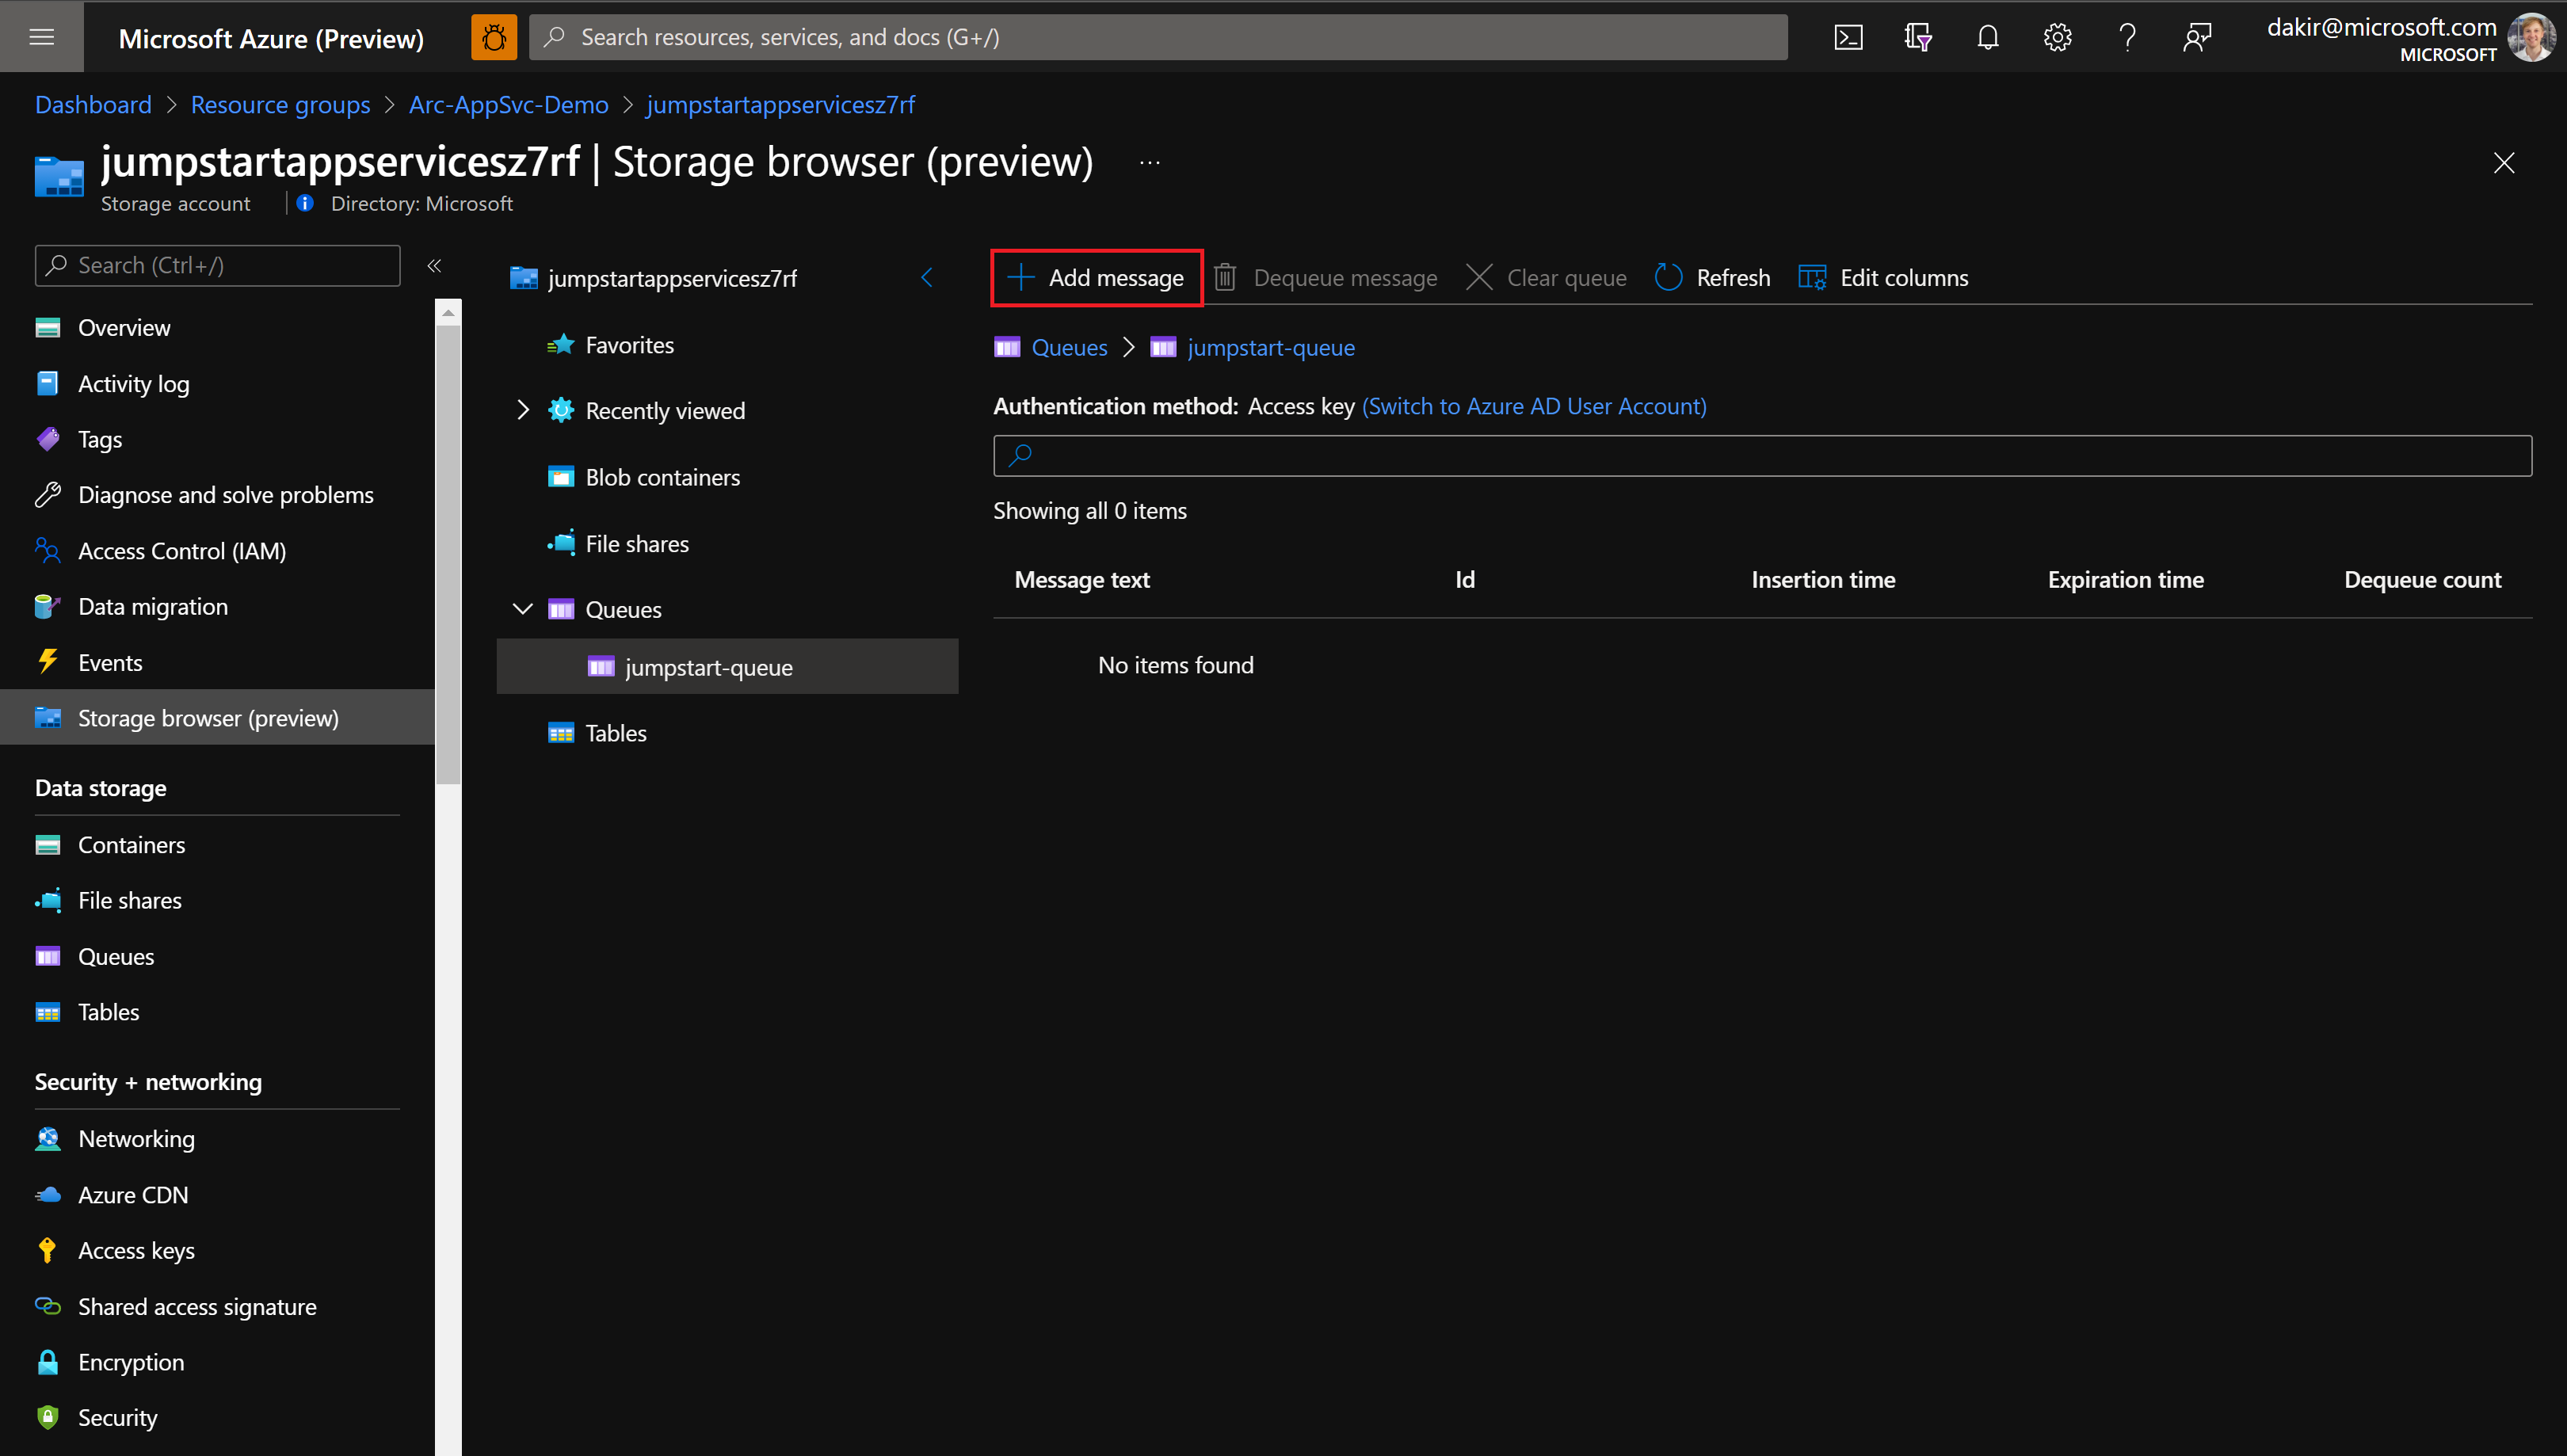 Microsoft Azure (Preview)
Search resources, services, and docs (G+/)
dakir@microsoft.com
MICROSOFT
Dashboard > Resource groups > Arc-AppSvc-Demo > jumpstartappservicesz7rf
jumpstartappservicesz7rf | Storage browser (preview) ...
Storage account
Directory: Microsoft
Search (Ctrl+/)
Overview
Activity log
Tags
Diagnose and solve problems
Access Control (IAM)
Data migration
Events
Storage browser (preview)
Data storage
Containers
File shares
Queues
Tables
Security + networking
Networking
Azure CDN
Access keys
Shared access signature
Encryption
Security
jumpstartappservicesz7rf
Favorites
Recently viewed
Blob containers
File shares
Queues
jumpstart-queue
Tables
Add message Dequeue message Clear queue Refresh Edit columns
Queues > jumpstart-queue
Authentication method: Access key (Switch to Azure AD User Account)
Showing all 0 items
Message text Id Insertion time Expiration time Dequeue count
No items found